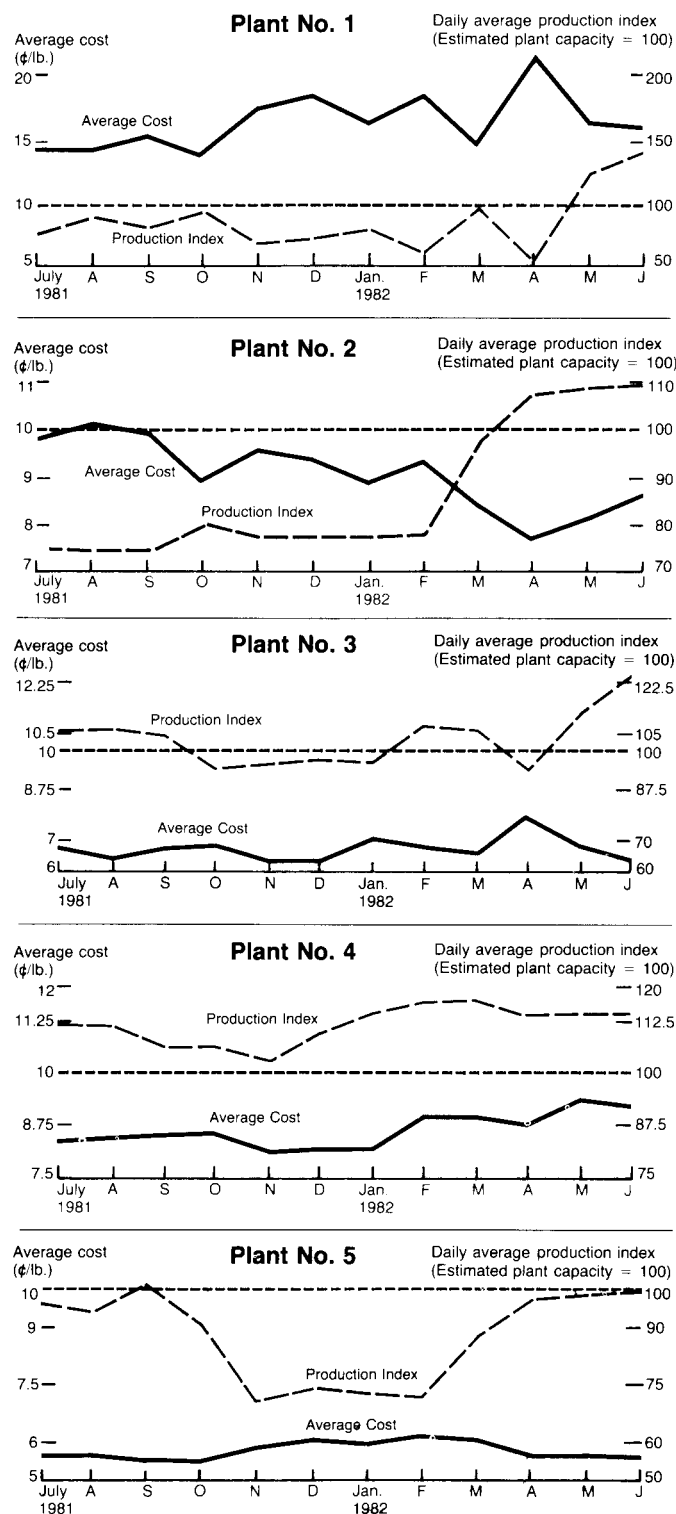 Plant No. 1
Average cost
(¢/lb.)
Daily average production index
(Estimated plant capacity = 100)
20
200
Average Cost
15
150
10
100
Production Index
5
50
July A S O N D Jan. F M A M J
1981 1982
Plant No. 2
Average cost
(¢/lb.)
Daily average production index
(Estimated plant capacity = 100)
11
110
10
100
Average Cost
9
90
Production Index
8
80
7
70
July A S O N D Jan. F M A M J
1981 1982
Plant No. 3
Average cost
(¢/lb.)
Daily average production index
(Estimated plant capacity = 100)
12.25
122.5
Production Index
10.5
105
10
100
8.75
87.5
Average Cost
7
70
6
60
July A S O N D Jan. F M A M J
1981 1982
Plant No. 4
Average cost
(¢/lb.)
Daily average production index
(Estimated plant capacity = 100)
12
120
11.25
112.5
Production Index
10
100
Average Cost
8.75
87.5
7.5
75
July A S O N D Jan. F M A M J
1981 1982
Plant No. 5
Average cost
(¢/lb.)
Daily average production index
(Estimated plant capacity = 100)
10
100
9
90
Production Index
7.5
75
Average Cost
6
60
5
50
July A S O N D Jan. F M A M J
1981 1982